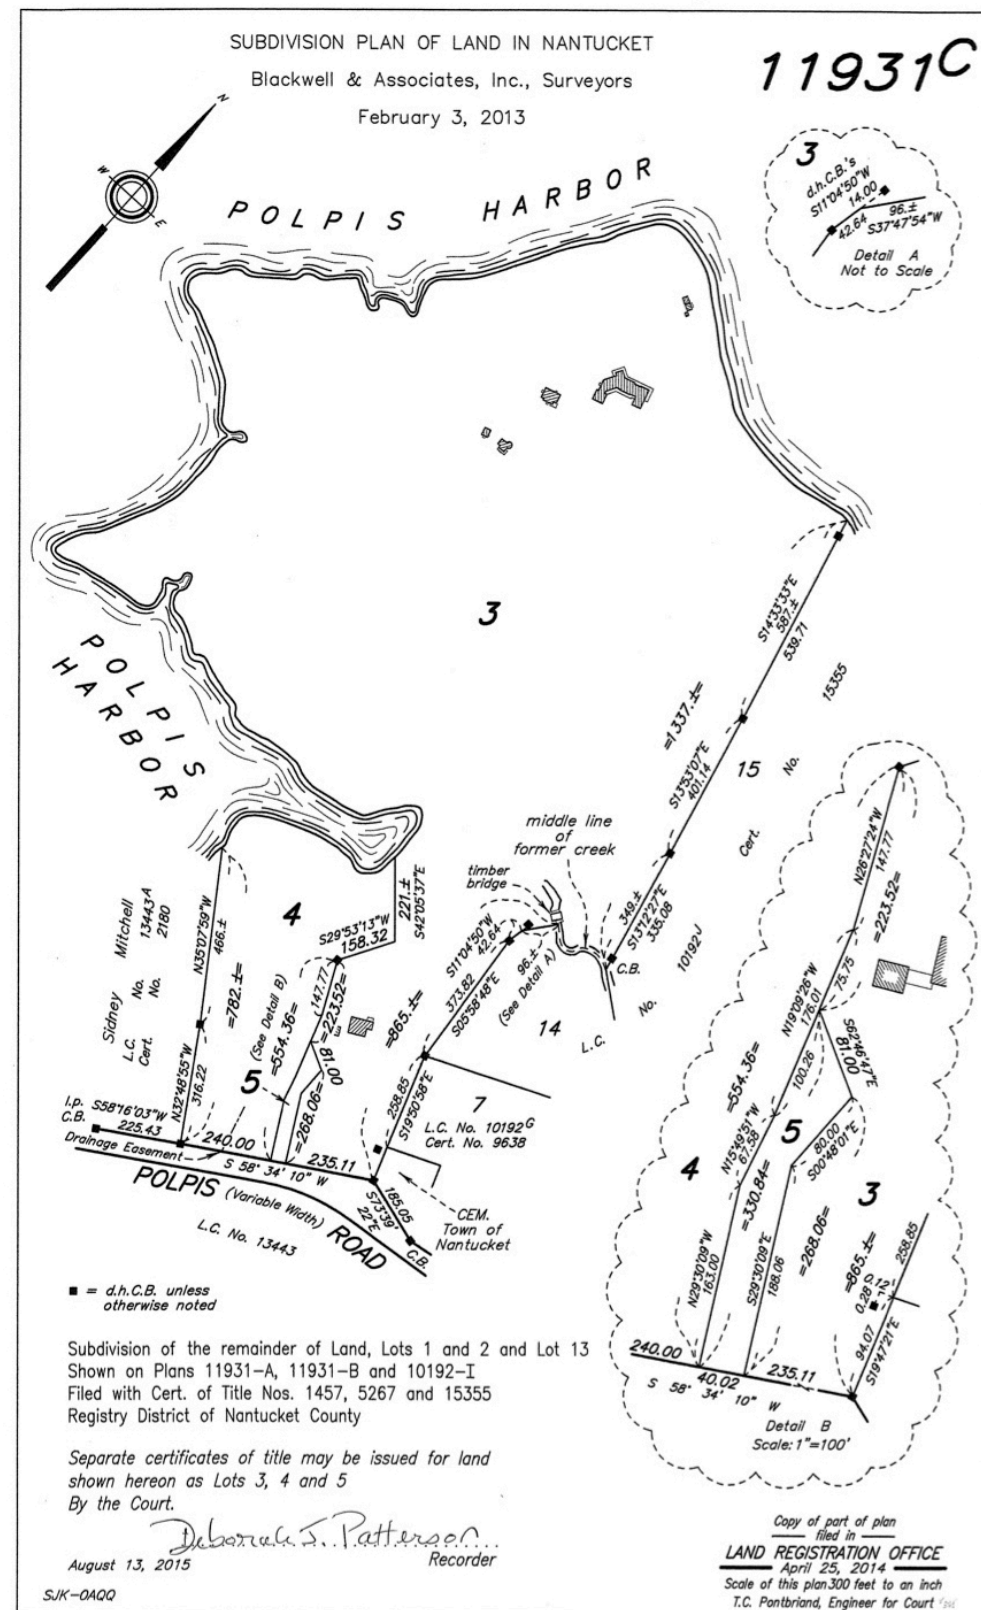 SUBDIVISION PLAN OF LAND IN NANTUCKET
Blackwell & Associates, Inc., Surveyors
February 3, 2013
11931C
N
W
E
POLPIS HARBOR
3
d.h.C.B.'s
S11°04'50"W
14.00
42.64
96.±
S37°47'54"W
Detail A
Not to Scale
3
POLPIS
HARBOR
S14°33'33"E
587.±
539.71
15355
=1337.±=
15
No.
S13°53'07"E
401.14
Cert.
middle line
of
former creek
timber
bridge
349.±
S13°12'27"E
335.08
C.B.
10192J
No.
L.C.
Sidney Mitchell
L.C. No. 13443A
Cert. No. 2180
N35°07'59"W
466.±
=782.±=
4
S29°53'13"W
158.32
221.±
S42°05'37"E
S11°04'50"W
42.64
96.±
(See Detail A)
373.82
S05°58'48"E
14
=865.±=
(See Detail B)
=554.36=
(147.77)
=223.52=
81.00
5
=268.06=
258.85
S19°50'58"E
7
L.C. No. 10192G
Cert. No. 9638
N32°48'55"W
316.22
I.p.
C.B.
S58°16'03"W
225.43
Drainage Easement
240.00
S 58° 34' 10" W
235.11
POLPIS (Variable Width) ROAD
L.C. No. 13443
185.05
S73°39'
22"E
C.B.
CEM.
Town of
Nantucket
N26°27'24"W
147.77
=223.52=
75.75
N19°09'26"W
176.01
100.26
S62°46'47"E
81.00
=554.36=
N15°49'51"W
67.58
5
80.00
S00°48'01"E
4
=330.84=
3
N29°30'09"W
163.00
S29°30'09"E
188.06
=268.06=
=865.±=
258.85
0.12
0.28
94.07
S19°47'21"E
240.00
40.02
235.11
S 58° 34' 10" W
Detail B
Scale: 1"=100'
■ = d.h.C.B. unless
otherwise noted
Subdivision of the remainder of Land, Lots 1 and 2 and Lot 13
Shown on Plans 11931-A, 11931-B and 10192-I
Filed with Cert. of Title Nos. 1457, 5267 and 15355
Registry District of Nantucket County
Separate certificates of title may be issued for land
shown hereon as Lots 3, 4 and 5
By the Court.
Deborah J. Patterson
Recorder
August 13, 2015
SJK-OAQQ
Copy of part of plan
filed in
LAND REGISTRATION OFFICE
April 25, 2014
Scale of this plan 300 feet to an inch
T.C. Pontbriand, Engineer for Court